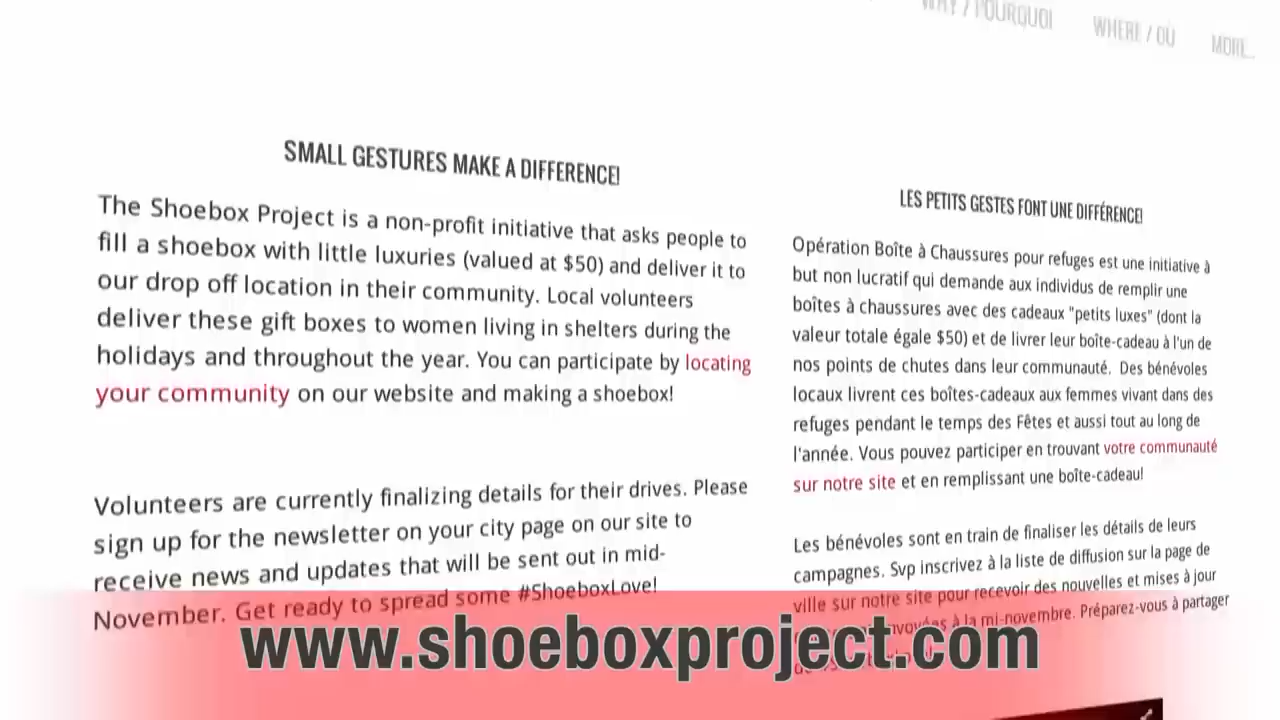 WHY / POURQUOI
WHERE / OÙ
MORE...
SMALL GESTURES MAKE A DIFFERENCE!
The Shoebox Project is a non-profit initiative that asks people to
fill a shoebox with little luxuries (valued at $50) and deliver it to
our drop off location in their community. Local volunteers
deliver these gift boxes to women living in shelters during the
holidays and throughout the year. You can participate by locating
your community on our website and making a shoebox!
Volunteers are currently finalizing details for their drives. Please
sign up for the newsletter on your city page on our site to
receive news and updates that will be sent out in mid-
November. Get ready to spread some #ShoeboxLove!
LES PETITS GESTES FONT UNE DIFFÉRENCE!
Opération Boîte à Chaussures pour refuges est une initiative à
but non lucratif qui demande aux individus de remplir une
boîtes à chaussures avec des cadeaux "petits luxes" (dont la
valeur totale égale $50) et de livrer leur boîte-cadeau à l'un de
nos points de chutes dans leur communauté. Des bénévoles
locaux livrent ces boîtes-cadeaux aux femmes vivant dans des
refuges pendant le temps des Fêtes et aussi tout au long de
l'année. Vous pouvez participer en trouvant votre communauté
sur notre site et en remplissant une boîte-cadeau!
Les bénévoles sont en train de finaliser les détails de leurs
campagnes. Svp inscrivez à la liste de diffusion sur la page de
ville sur notre site pour recevoir des nouvelles et mises à jour
à la mi-novembre. Préparez-vous à partager
www.shoeboxproject.com